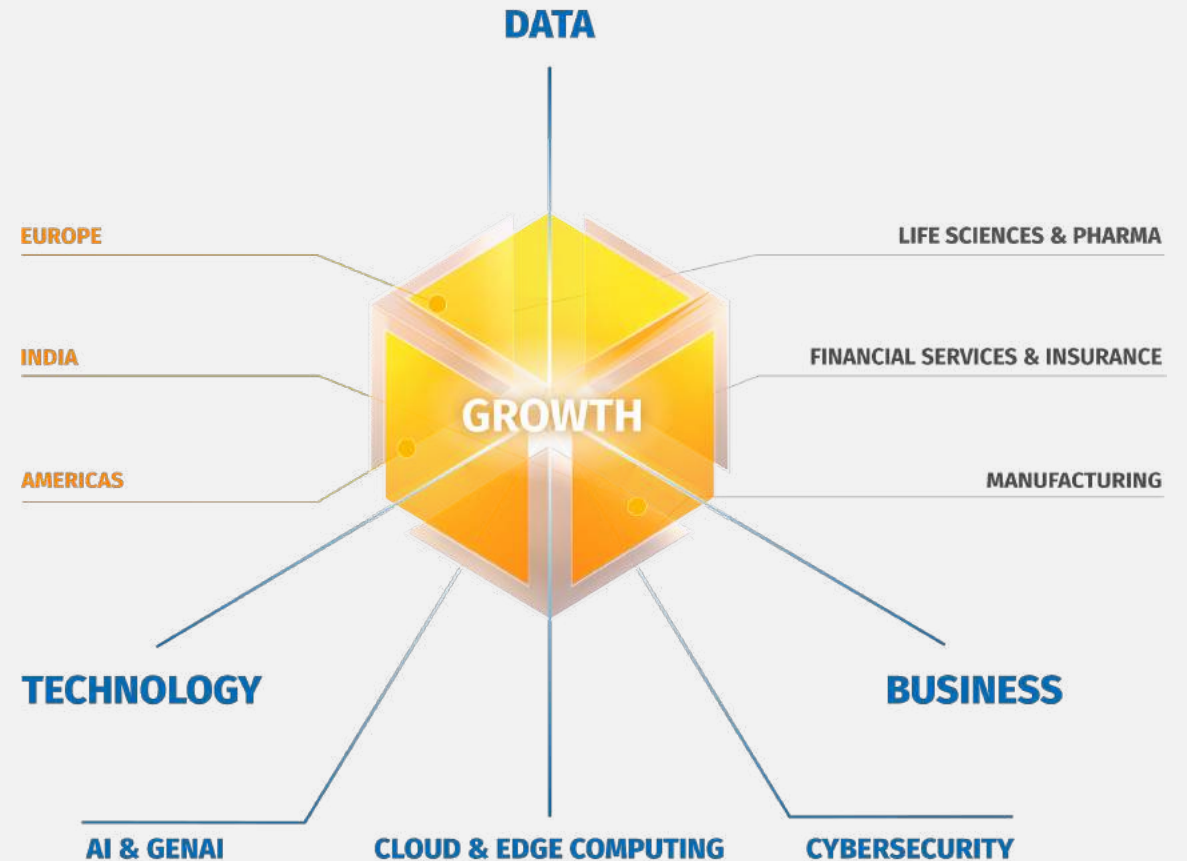 DATA
EUROPE
LIFE SCIENCES & PHARMA
INDIA
FINANCIAL SERVICES & INSURANCE
GROWTH
AMERICAS
MANUFACTURING
TECHNOLOGY
BUSINESS
AI & GENAI
CLOUD & EDGE COMPUTING
CYBERSECURITY